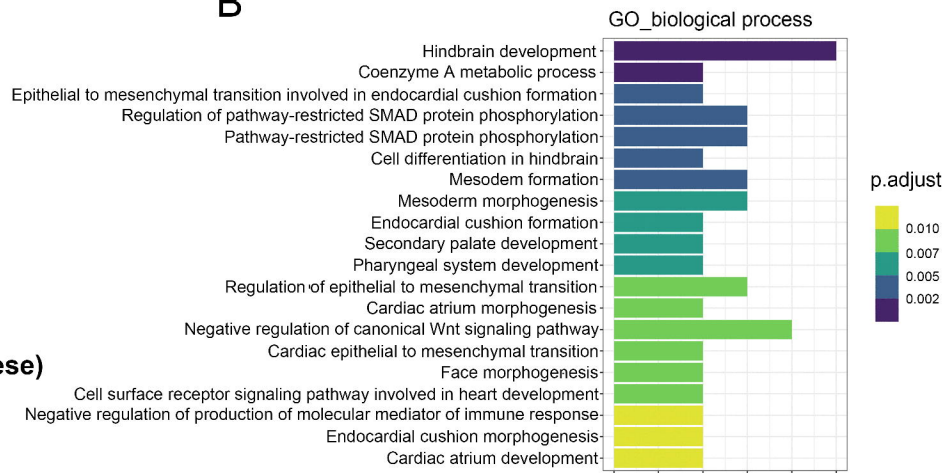 B
GO_biological process
Hindbrain development
Coenzyme A metabolic process
Epithelial to mesenchymal transition involved in endocardial cushion formation
Regulation of pathway-restricted SMAD protein phosphorylation
Pathway-restricted SMAD protein phosphorylation
Cell differentiation in hindbrain
Mesodem formation
Mesoderm morphogenesis
Endocardial cushion formation
Secondary palate development
Pharyngeal system development
Regulation of epithelial to mesenchymal transition
Cardiac atrium morphogenesis
Negative regulation of canonical Wnt signaling pathway
Cardiac epithelial to mesenchymal transition
Face morphogenesis
Cell surface receptor signaling pathway involved in heart development
Negative regulation of production of molecular mediator of immune response
Endocardial cushion morphogenesis
Cardiac atrium development
ese)
p.adjust
0.010
0.007
0.005
0.002